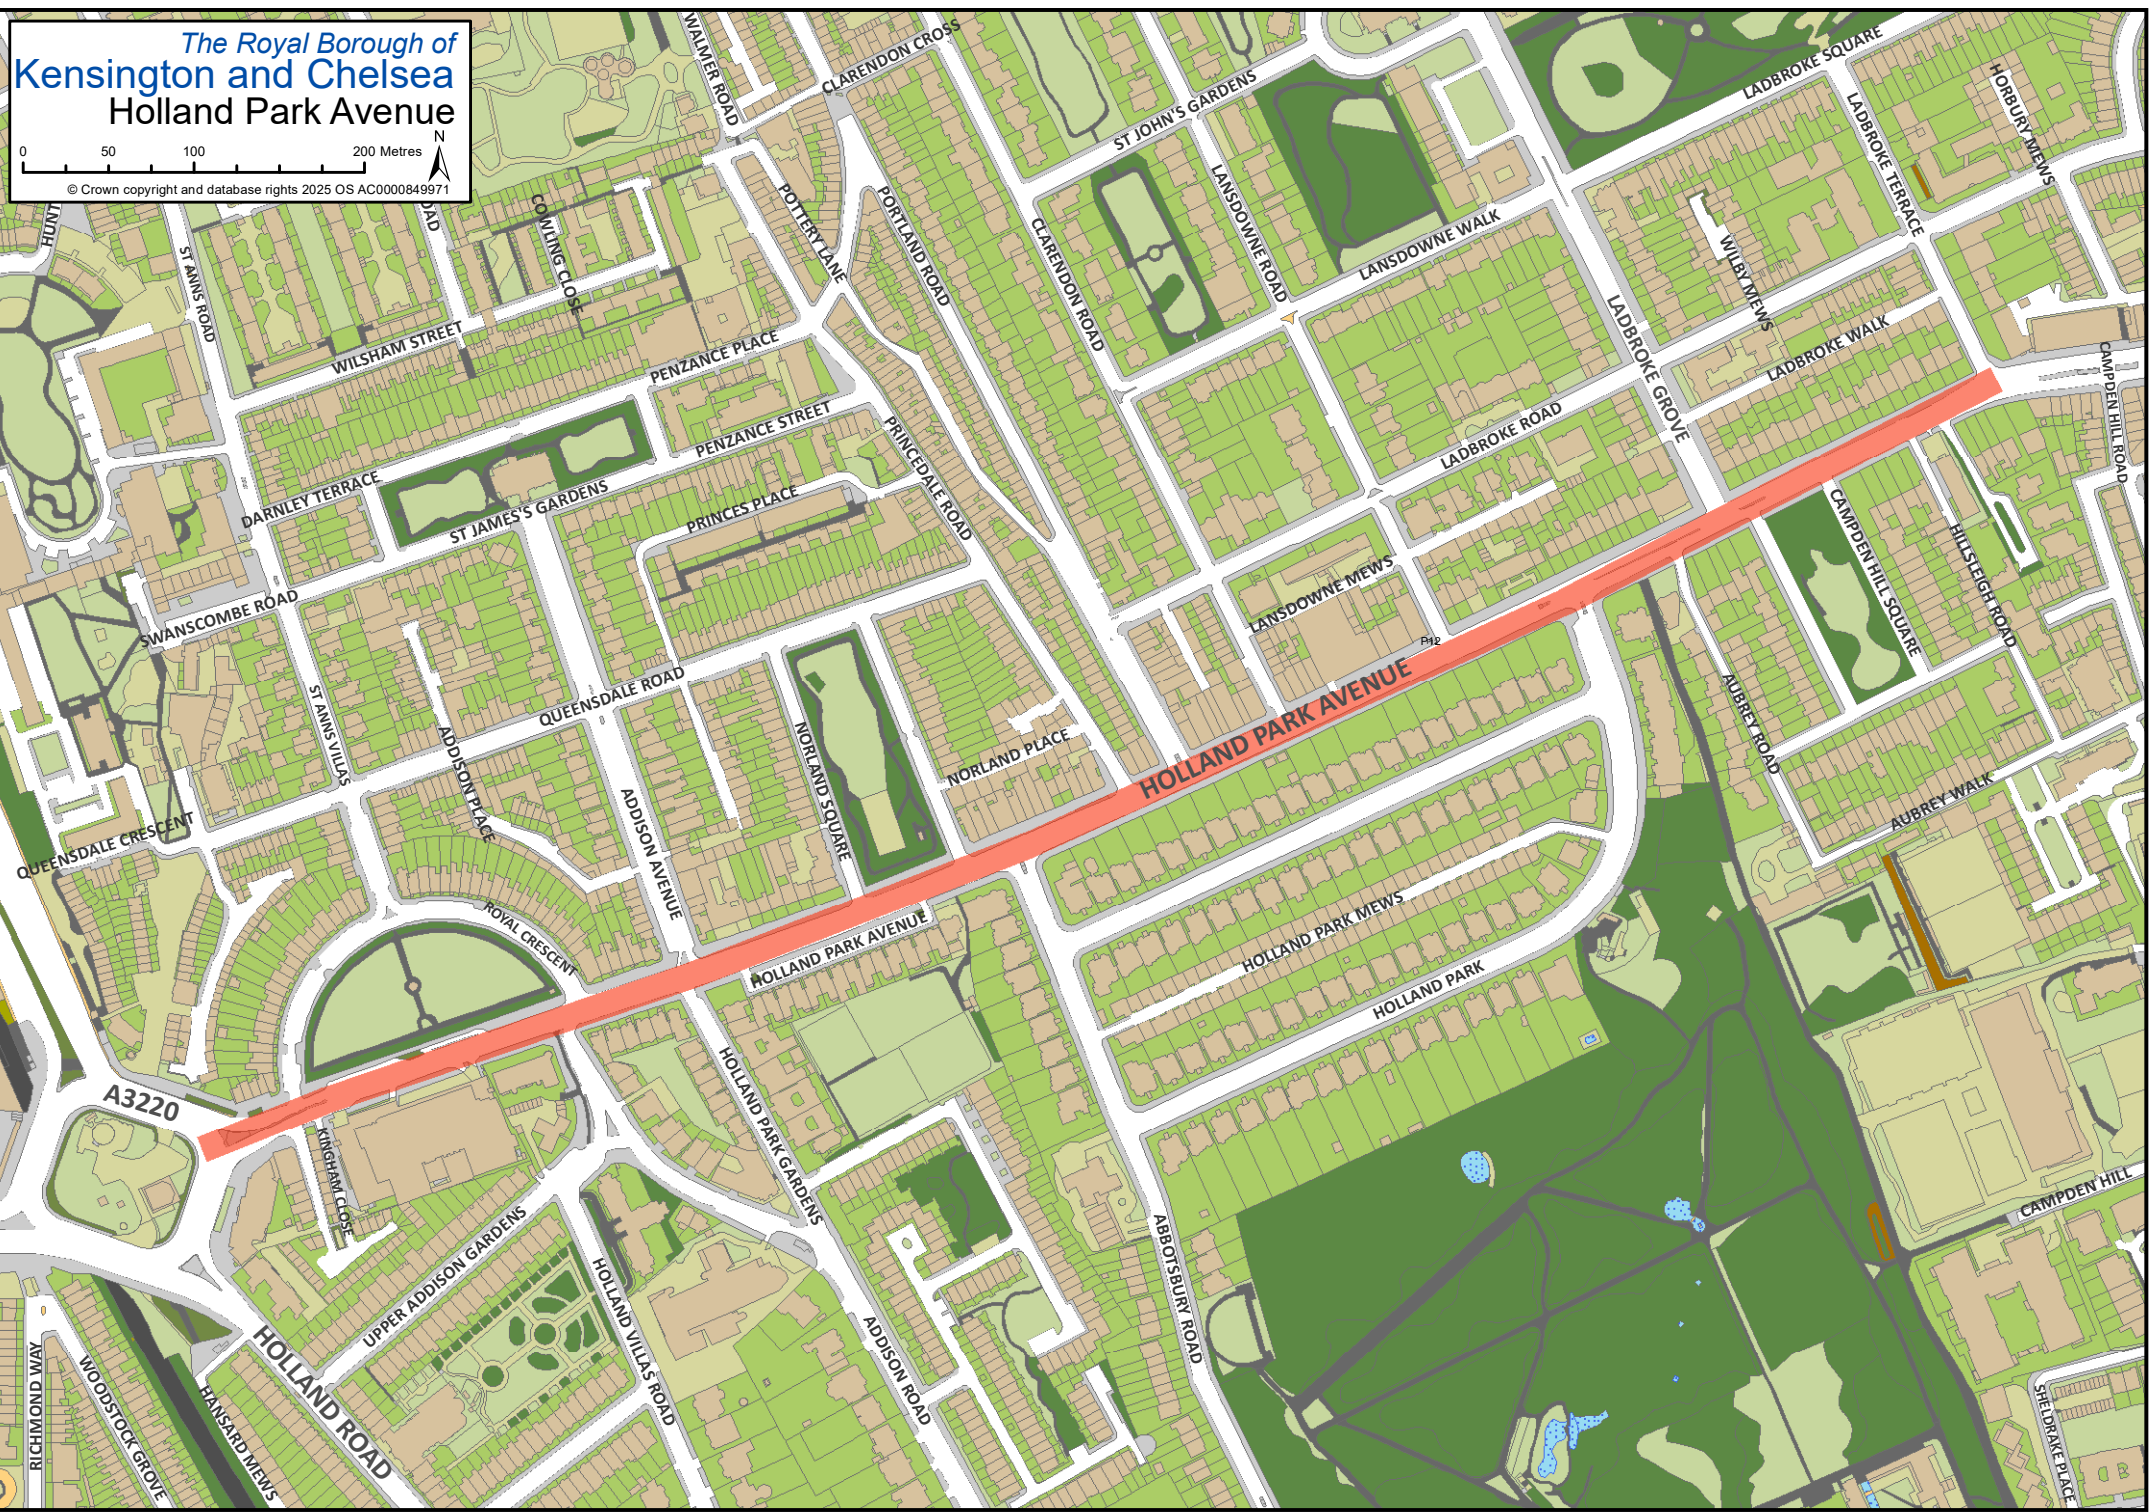 The Royal Borough of
Kensington and Chelsea
Holland Park Avenue
N
0 50 100 200 Metres
© Crown copyright and database rights 2025 OS AC0000849971
WALMER ROAD
CLARENDON CROSS
ST JOHN'S GARDENS
LADBROKE SQUARE
HORBURY MEWS
LADBROKE TERRACE
HUNT
ST ANNS ROAD
OAD
COWLING CLOSE
POTTERY LANE
PORTLAND ROAD
CLARENDON ROAD
LANSDOWNE ROAD
LANSDOWNE WALK
WILBY MEWS
LADBROKE GROVE
LADBROKE WALK
CAMPDEN HILL ROAD
WILSHAM STREET
PENZANCE PLACE
PENZANCE STREET
PRINCEDALE ROAD
LADBROKE ROAD
DARNLEY TERRACE
ST JAMES'S GARDENS
PRINCES PLACE
CAMPDEN HILL SQUARE
HILLSLEIGH ROAD
SWANSCOMBE ROAD
LANSDOWNE MEWS
P12
ST ANNS VILLAS
QUEENSDALE ROAD
ADDISON PLACE
NORLAND SQUARE
NORLAND PLACE
HOLLAND PARK AVENUE
AUBREY ROAD
AUBREY WALK
QUEENSDALE CRESCENT
ADDISON AVENUE
ROYAL CRESCENT
HOLLAND PARK AVENUE
HOLLAND PARK MEWS
HOLLAND PARK
A3220
KINGHAM CLOSE
HOLLAND PARK GARDENS
UPPER ADDISON GARDENS
ABBOTSBURY ROAD
CAMPDEN HILL
HOLLAND VILLAS ROAD
ADDISON ROAD
HOLLAND ROAD
RICHMOND WAY
WOODSTOCK GROVE
HANSARD MEWS
SHELDRAKE PLACE